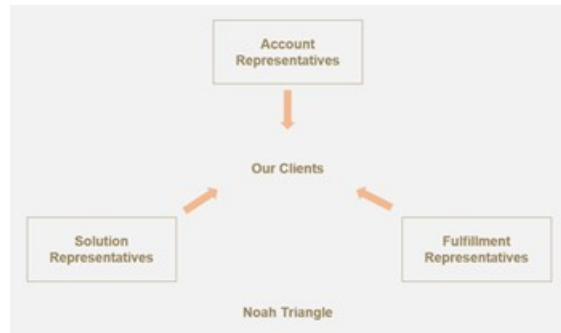 Account
Representatives
Our Clients
Solution
Representatives
Fulfillment
Representatives
Noah Triangle